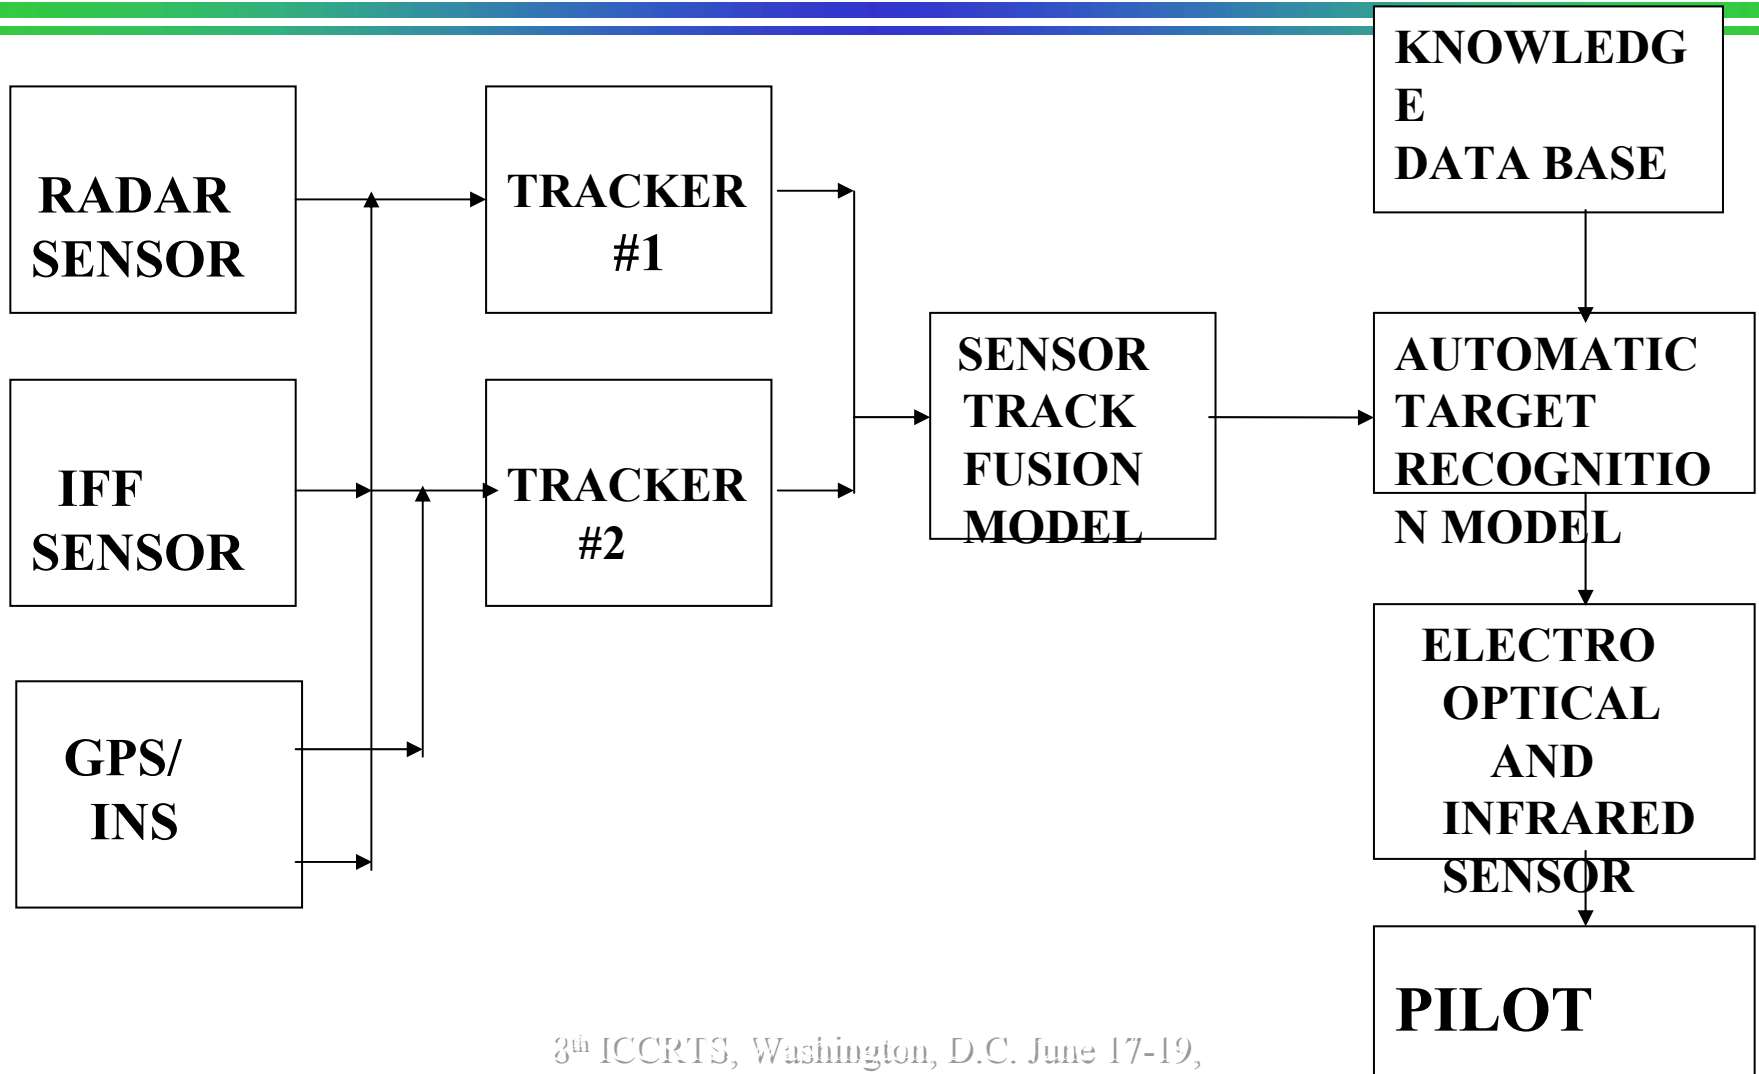 KNOWLEDG
E
DATA BASE
RADAR
SENSOR
TRACKER
#1
SENSOR
TRACK
FUSION
MODEL
AUTOMATIC
TARGET
RECOGNITIO
N MODEL
IFF
SENSOR
TRACKER
#2
ELECTRO
OPTICAL
AND
INFRARED
SENSOR
GPS/
INS
PILOT
8th ICCRTS, Washington, D.C. June 17-19,